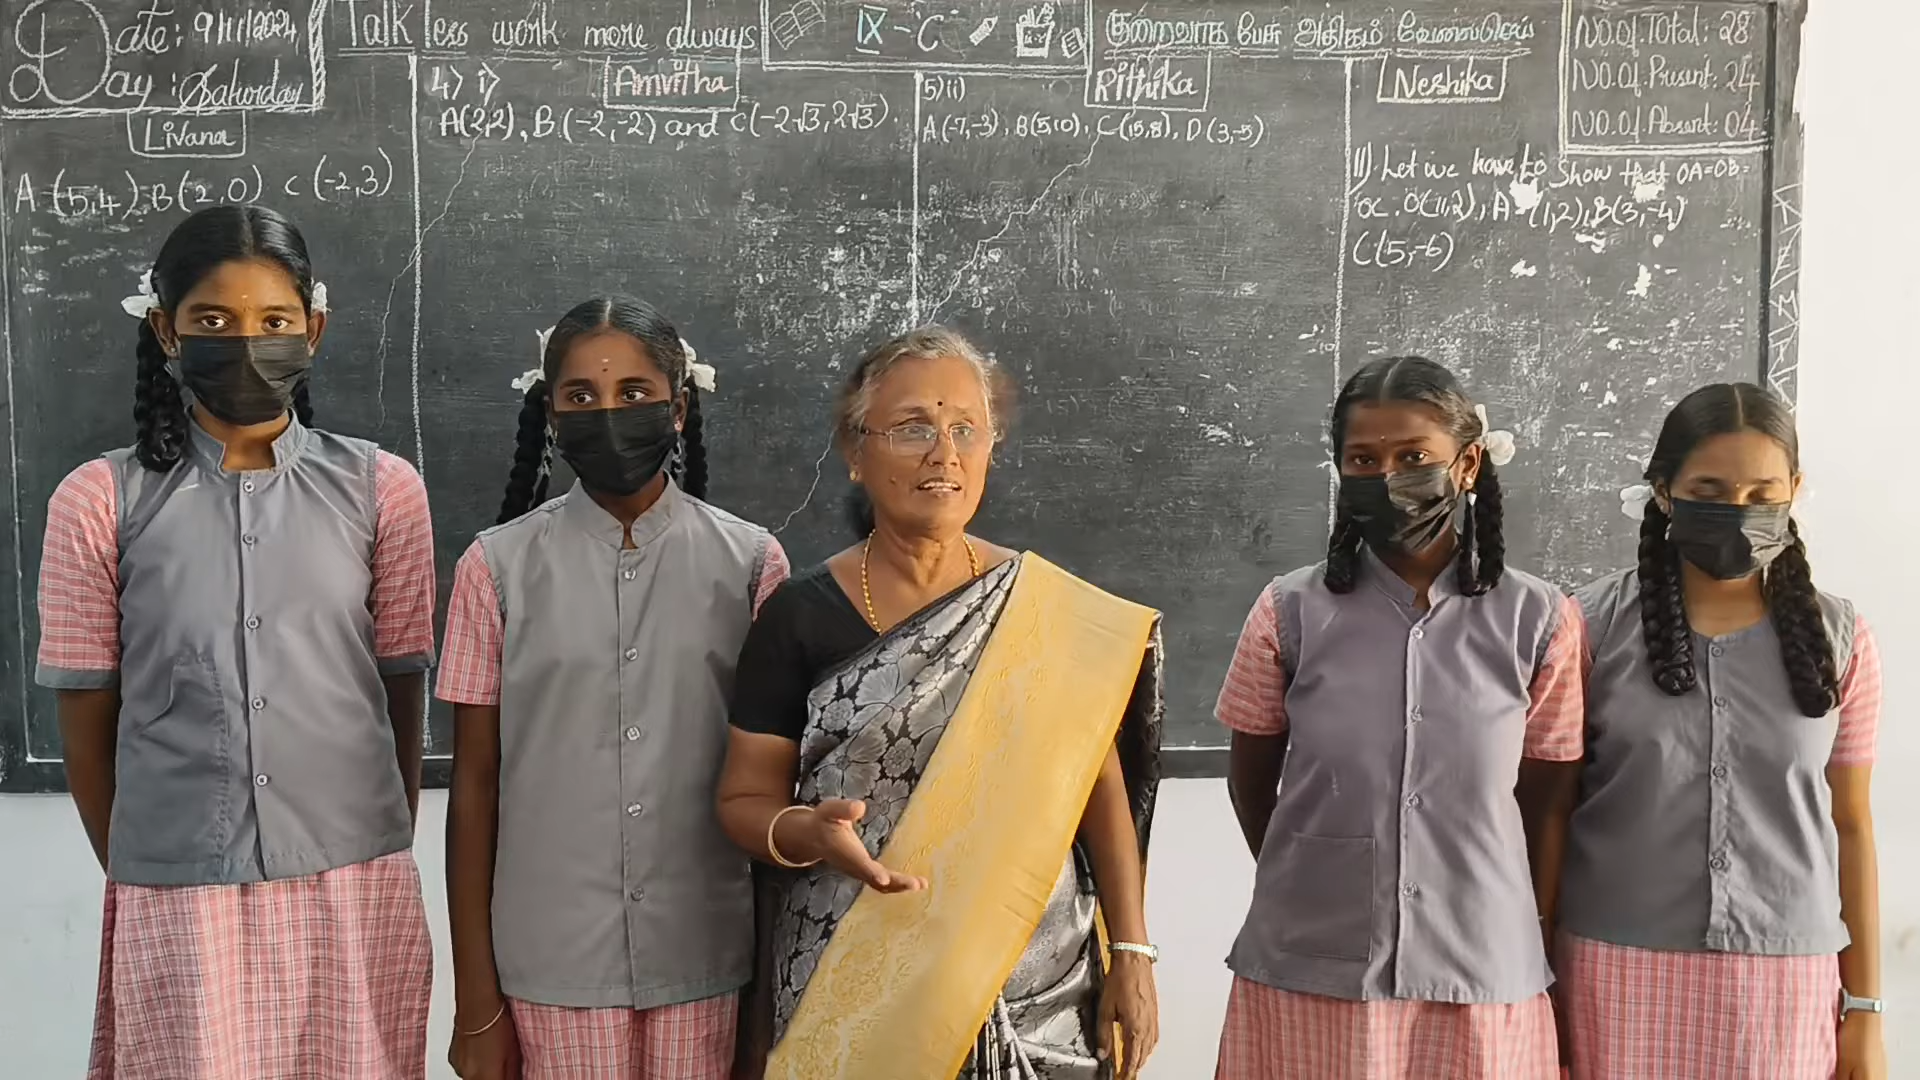 Date: 9/11/2024
Day: Saturday
Talk less work more always
IX-C
குறைவாக பேசு அதிகம் வேலைசெய்
No.of.Total: 28
No.of.Present: 24
No.of.Absent: 04
Livana
A(5,4), B(2,0) C(-2,3)
4) i)
Amvitha
A(2,2), B.(-2,-2) and C(-2√3,2√3).
5)ii)
Rithika
A(-7,-3), B(5,10), C(15,8), D(3,-5)
Neshika
11). Let we have to Show that OA=OB=
OC. O(11,2), A (1,2), B(3,-4)
C(5,-6)